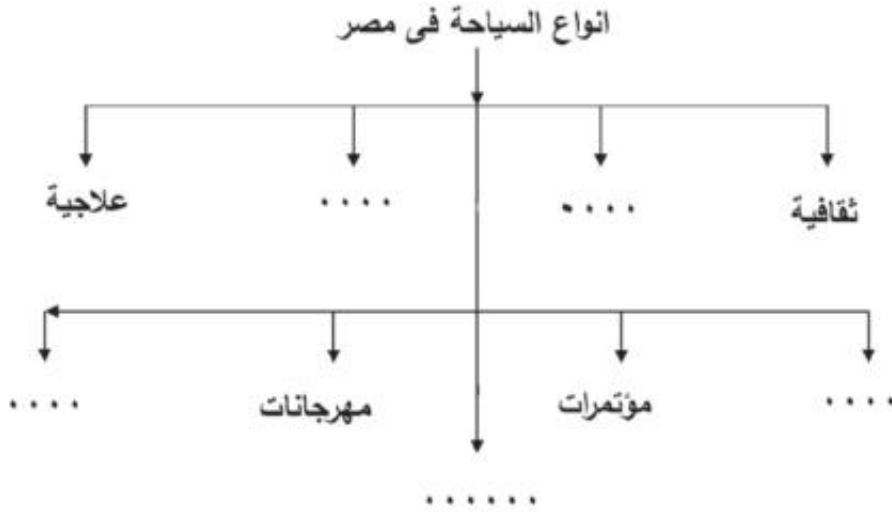 انواع السياحة فى مصر
ثقافية .... .... علاجية
.... مؤتمرات مهرجانات ....
......